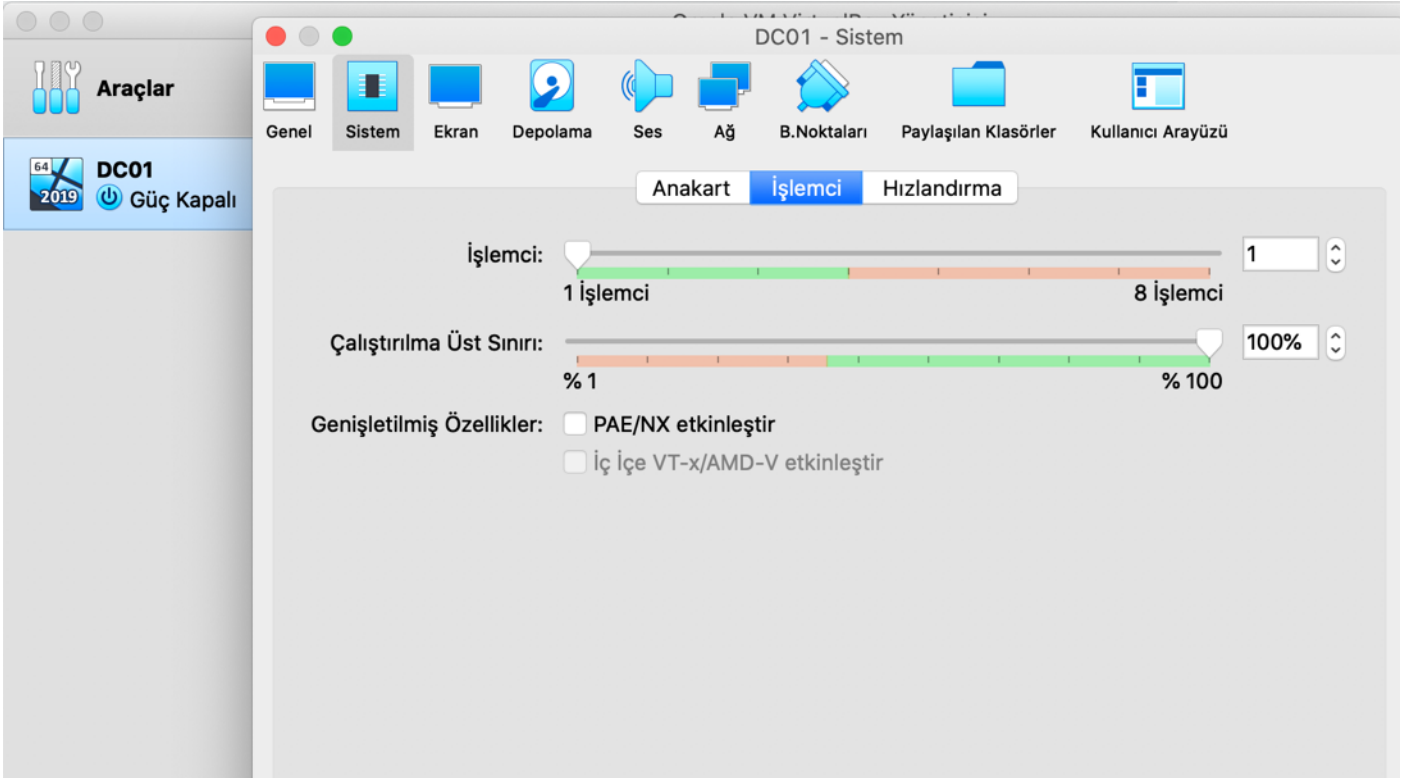 DC01 - Sistem
Araçlar
64
2019
DC01
Güç Kapalı
Genel
Sistem
Ekran
Depolama
Ses
Ağ
B.Noktaları
Paylaşılan Klasörler
Kullanıcı Arayüzü
Anakart
İşlemci
Hızlandırma
İşlemci:
1
1 İşlemci
8 İşlemci
Çalıştırılma Üst Sınırı:
100%
% 1
% 100
Genişletilmiş Özellikler:
PAE/NX etkinleştir
İç İçe VT-x/AMD-V etkinleştir